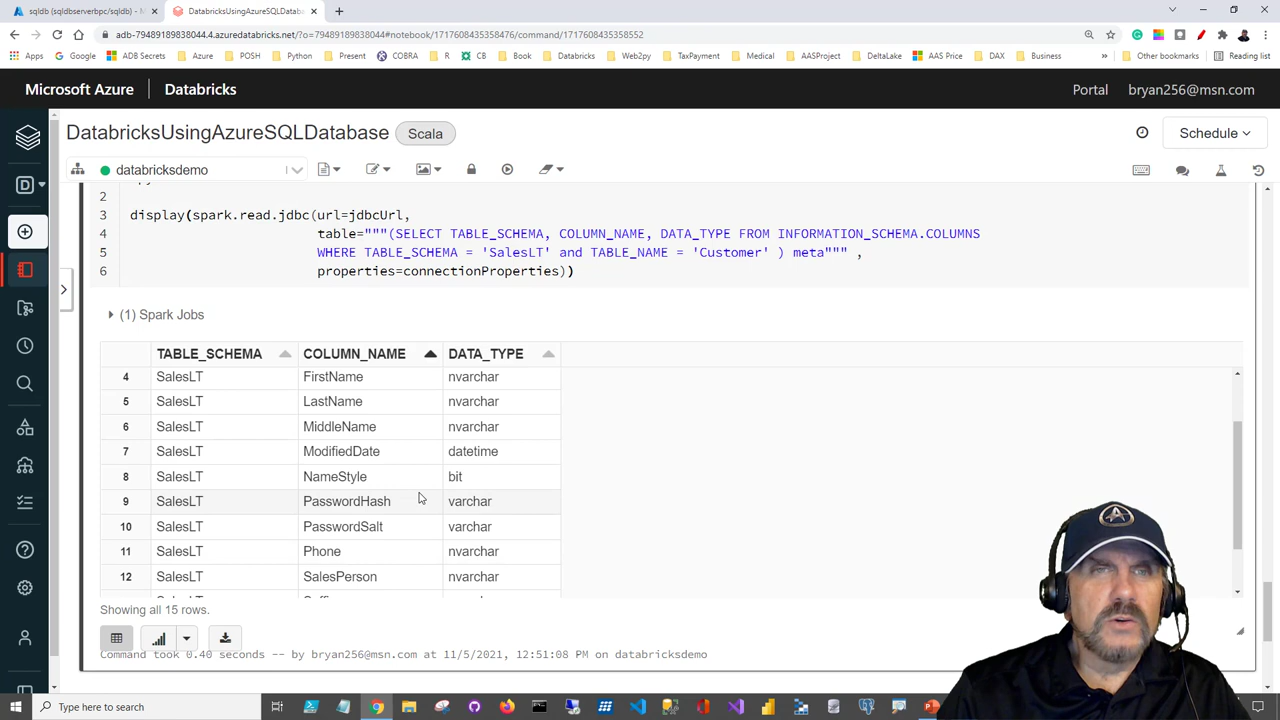 sqldb (sqldbserverbpc/sqldb) - M
DatabricksUsingAzureSQLDatab
adb-79489189838044.4.azuredatabricks.net/?o=79489189838044#notebook/1717608435358476/command/1717608435358552
Apps
Google
ADB Secrets
Azure
POSH
Python
Present
COBRA
R
CB
Book
Databricks
Web2py
TaxPayment
Medical
AASProject
DeltaLake
AAS Price
DAX
Business
Other bookmarks
Reading list
Microsoft Azure
Databricks
Portal
bryan256@msn.com
DatabricksUsingAzureSQLDatabase
Scala
Schedule
databricksdemo
2
3 display(spark.read.jdbc(url=jdbcUrl,
4 table="""(SELECT TABLE_SCHEMA, COLUMN_NAME, DATA_TYPE FROM INFORMATION_SCHEMA.COLUMNS
5 WHERE TABLE_SCHEMA = 'SalesLT' and TABLE_NAME = 'Customer' ) meta""" ,
6 properties=connectionProperties))
(1) Spark Jobs
TABLE_SCHEMA COLUMN_NAME DATA_TYPE
4 SalesLT FirstName nvarchar
5 SalesLT LastName nvarchar
6 SalesLT MiddleName nvarchar
7 SalesLT ModifiedDate datetime
8 SalesLT NameStyle bit
9 SalesLT PasswordHash varchar
10 SalesLT PasswordSalt varchar
11 SalesLT Phone nvarchar
12 SalesLT SalesPerson nvarchar
Showing all 15 rows.
Command took 0.40 seconds -- by bryan256@msn.com at 11/5/2021, 12:51:08 PM on databricksdemo
Type here to search